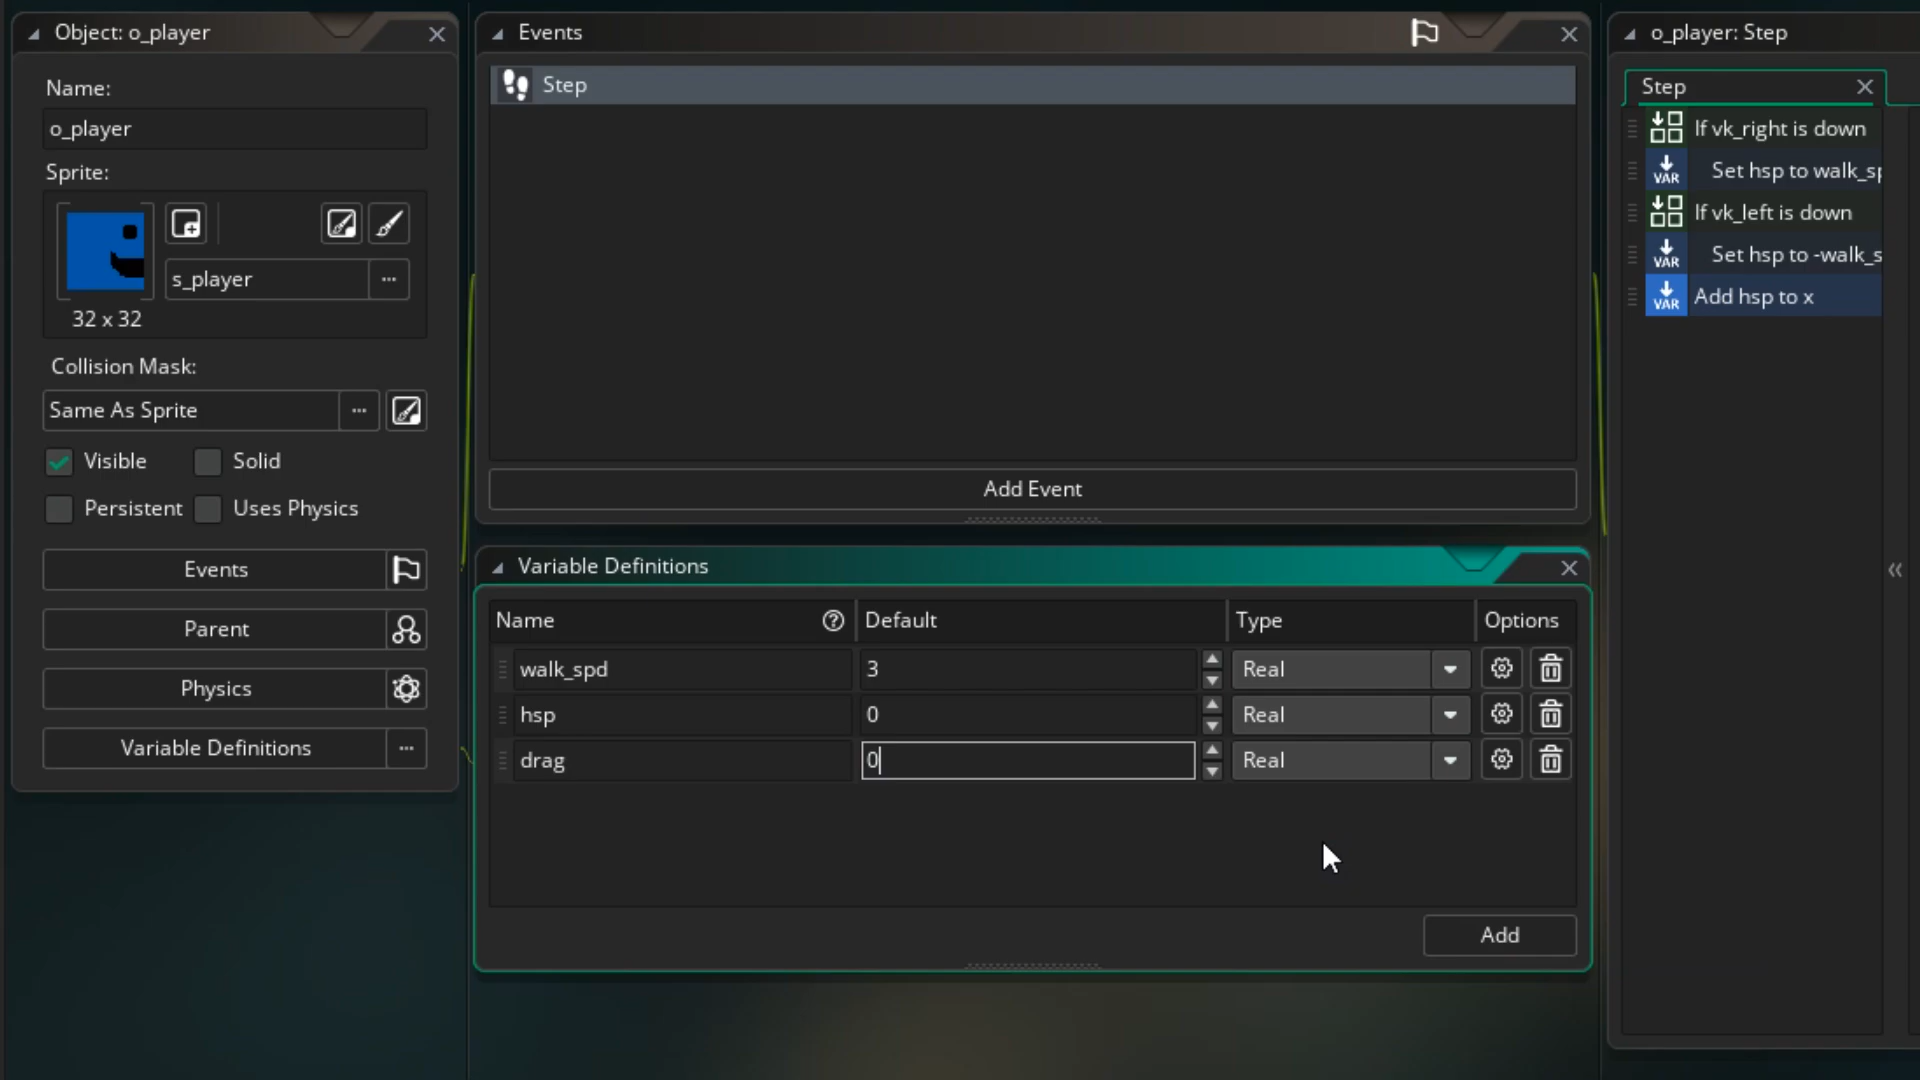 Object: o_player
Name:
o_player
Sprite:
s_player
...
32 x 32
Collision Mask:
Same As Sprite
...
Visible
Solid
Persistent
Uses Physics
Events
Parent
Physics
Variable Definitions
...
Events
Step
Add Event
Variable Definitions
Name
?
Default
Type
Options
walk_spd
3
Real
hsp
0
Real
drag
0
Real
Add
o_player: Step
Step
If vk_right is down
VAR
Set hsp to walk_sp
If vk_left is down
VAR
Set hsp to -walk_s
VAR
Add hsp to x